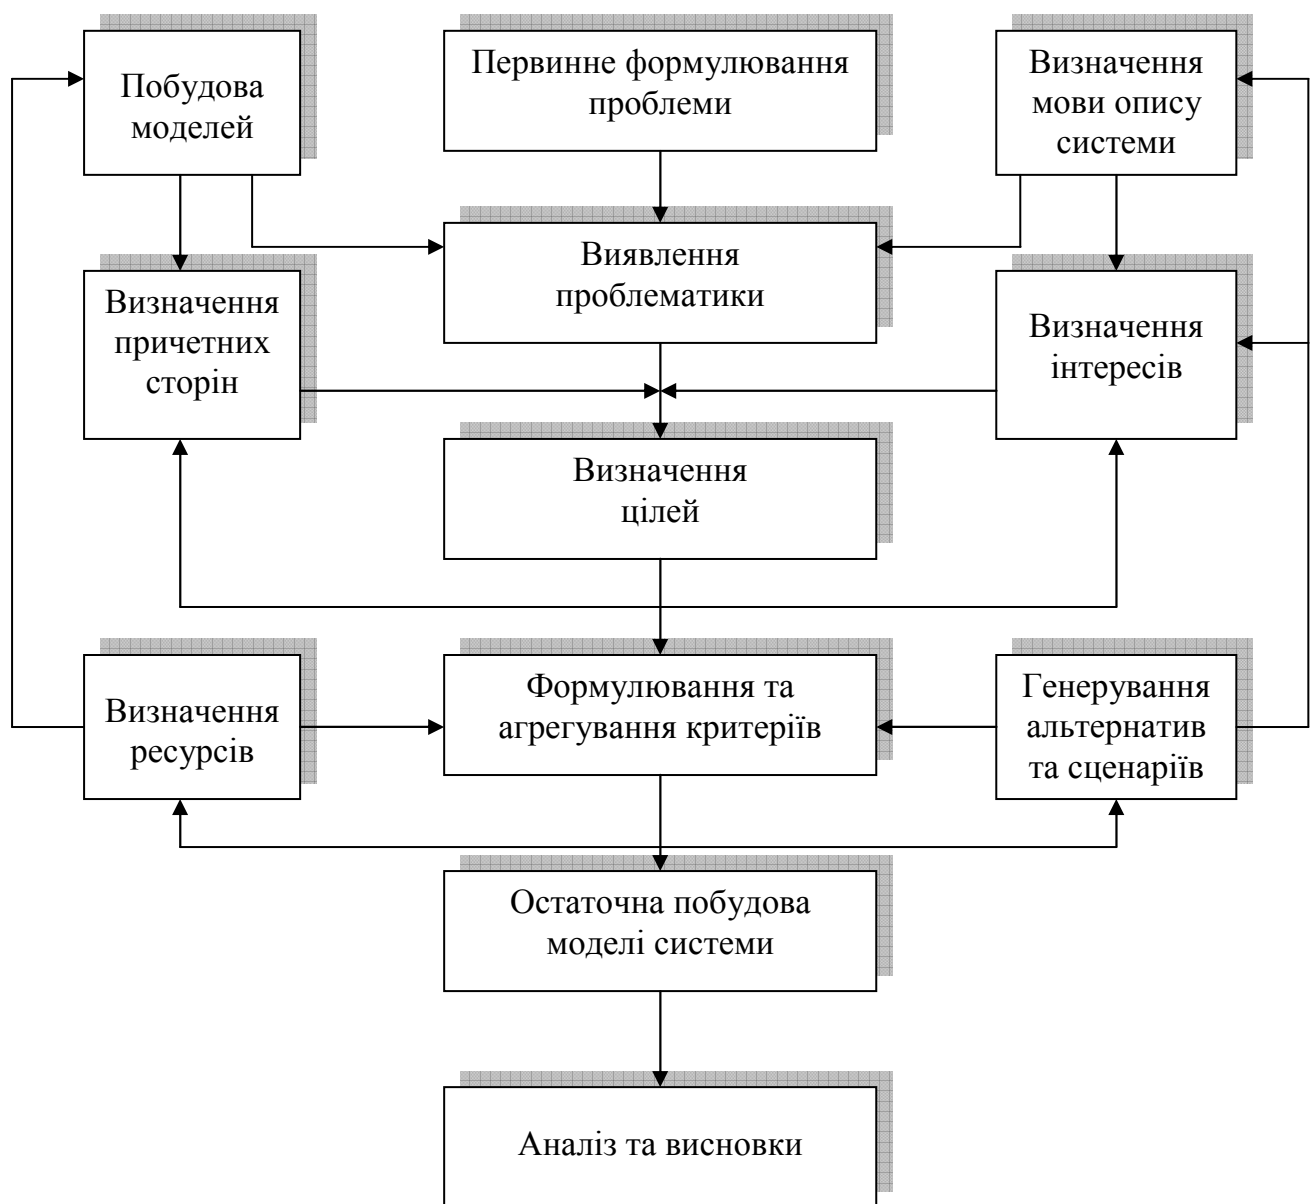 Побудова
моделей
Первинне формулювання
проблеми
Визначення
мови опису
системи
Виявлення
проблематики
Визначення
причетних
сторін
Визначення
інтересів
Визначення
цілей
Визначення
ресурсів
Формулювання та
агрегування критеріїв
Генерування
альтернатив
та сценаріїв
Остаточна побудова
моделі системи
Аналіз та висновки